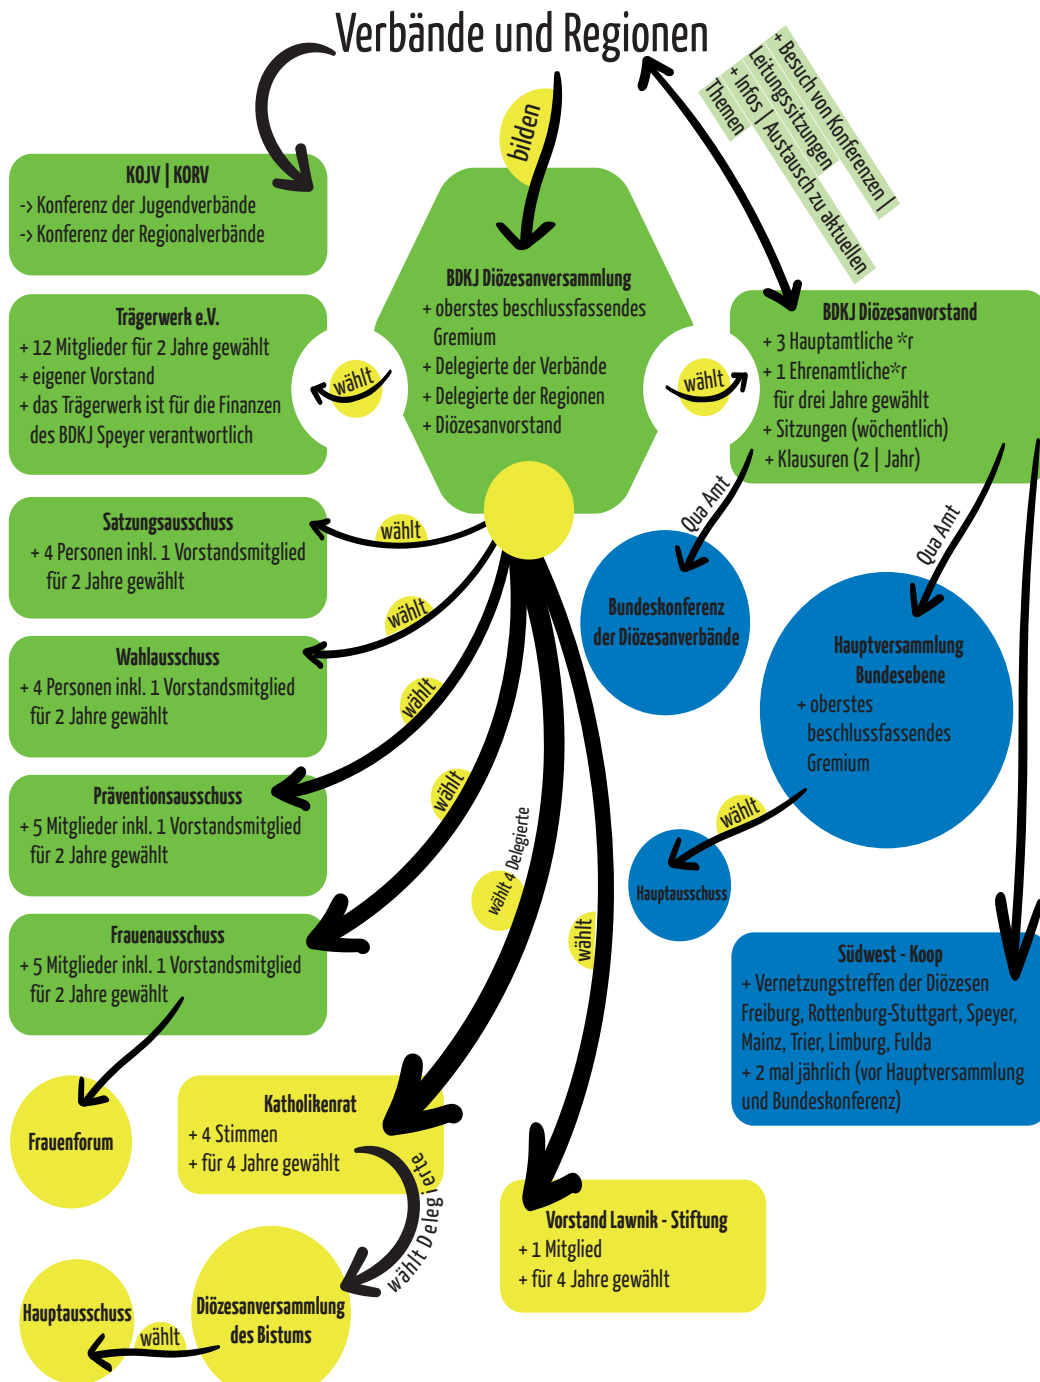 Verbände und Regionen
+ Besuch von Konferenzen |
Leitungssitzungen
+ Infos | Austausch zu aktuellen
Themen
bilden
KOJV | KORV
-> Konferenz der Jugendverbände
-> Konferenz der Regionalverbände
BDKJ Diözesanversammlung
+ oberstes beschlussfassendes
Gremium
+ Delegierte der Verbände
+ Delegierte der Regionen
+ Diözesanvorstand
Trägerwerk e.V.
+ 12 Mitglieder für 2 Jahre gewählt
+ eigener Vorstand
+ das Trägerwerk ist für die Finanzen
des BDKJ Speyer verantwortlich
wählt
wählt
BDKJ Diözesanvorstand
+ 3 Hauptamtliche *r
+ 1 Ehrenamtliche*r
für drei Jahre gewählt
+ Sitzungen (wöchentlich)
+ Klausuren (2 | Jahr)
Qua Amt
Qua Amt
Satzungsausschuss
+ 4 Personen inkl. 1 Vorstandsmitglied
für 2 Jahre gewählt
wählt
Wahlausschuss
+ 4 Personen inkl. 1 Vorstandsmitglied
für 2 Jahre gewählt
wählt
Präventionsausschuss
+ 5 Mitglieder inkl. 1 Vorstandsmitglied
für 2 Jahre gewählt
wählt
Frauenausschuss
+ 5 Mitglieder inkl. 1 Vorstandsmitglied
für 2 Jahre gewählt
wählt
wählt 4 Delegierte
wählt
Bundeskonferenz
der Diözesanverbände
Hauptversammlung
Bundesebene
+ oberstes
beschlussfassendes
Gremium
wählt
Hauptausschuss
Südwest - Koop
+ Vernetzungstreffen der Diözesen
Freiburg, Rottenburg-Stuttgart, Speyer,
Mainz, Trier, Limburg, Fulda
+ 2 mal jährlich (vor Hauptversammlung
und Bundeskonferenz)
Frauenforum
Katholikenrat
+ 4 Stimmen
+ für 4 Jahre gewählt
wählt Delegierte
Vorstand Lawnik - Stiftung
+ 1 Mitglied
+ für 4 Jahre gewählt
Diözesanversammlung
des Bistums
wählt
Hauptausschuss